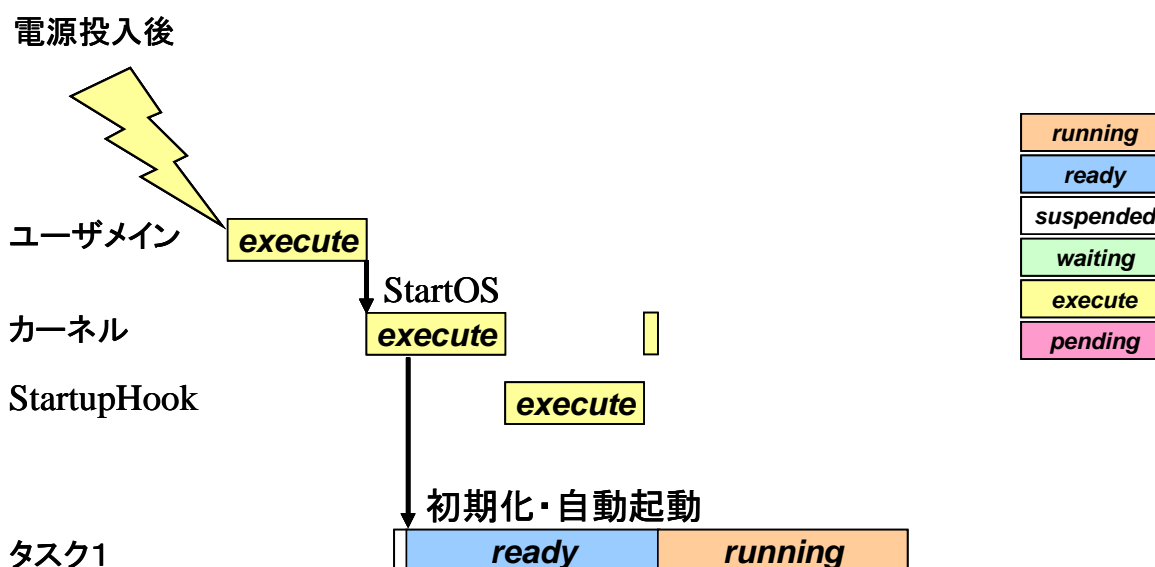 電源投入後
running
ready
suspended
waiting
execute
pending
ユーザメイン
execute
StartOS
カーネル
execute
StartupHook
execute
初期化・自動起動
タスク1
ready
running